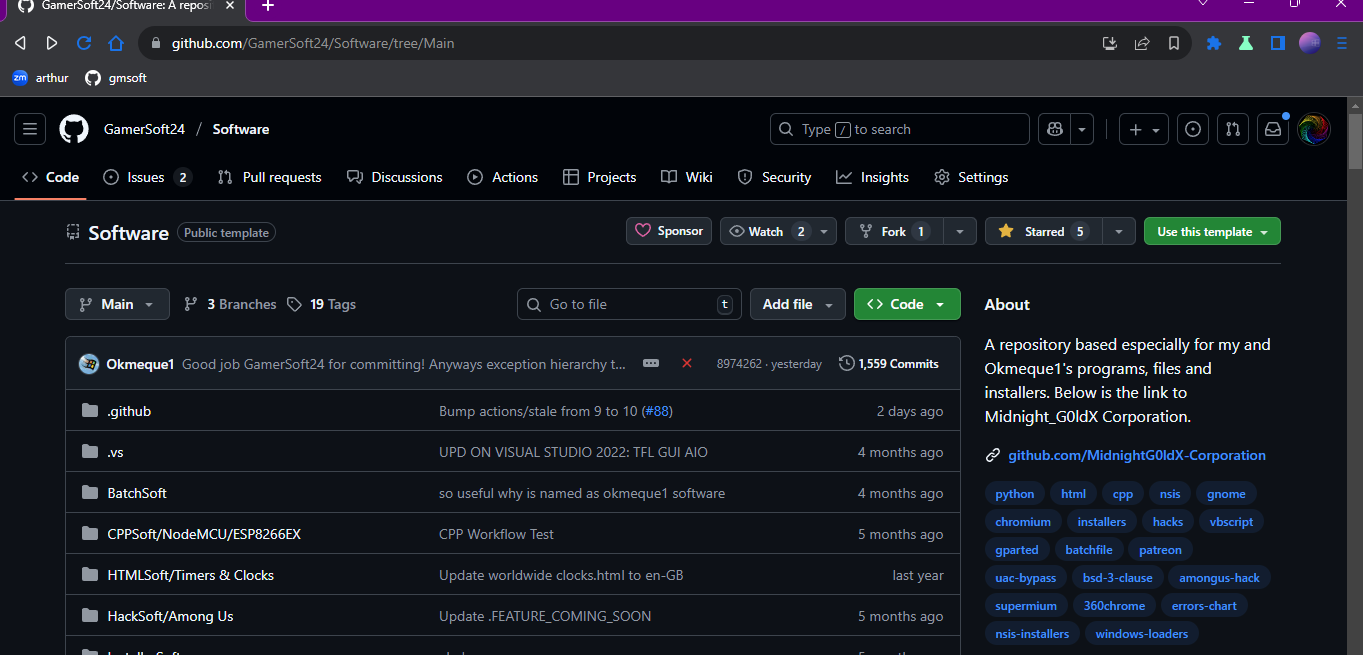 GamerSoft24/Software: A reposi
github.com/GamerSoft24/Software/tree/Main
zm arthur gmsoft
GamerSoft24 / Software
Type / to search
Code Issues 2 Pull requests Discussions Actions Projects Wiki Security Insights Settings
Software Public template
Sponsor Watch 2 Fork 1 Starred 5 Use this template
Main 3 Branches 19 Tags Go to file t Add file Code
Okmeque1 Good job GamerSoft24 for committing! Anyways exception hierarchy t... 8974262 · yesterday 1,559 Commits
.github Bump actions/stale from 9 to 10 (#88) 2 days ago
.vs UPD ON VISUAL STUDIO 2022: TFL GUI AIO 4 months ago
BatchSoft so useful why is named as okmeque1 software 4 months ago
CPPSoft/NodeMCU/ESP8266EX CPP Workflow Test 5 months ago
HTMLSoft/Timers & Clocks Update worldwide clocks.html to en-GB last year
HackSoft/Among Us Update .FEATURE_COMING_SOON 5 months ago
About
A repository based especially for my and
Okmeque1's programs, files and
installers. Below is the link to
Midnight_G0ldX Corporation.
github.com/MidnightG0ldX-Corporation
python html cpp nsis gnome
chromium installers hacks vbscript
gparted batchfile patreon
uac-bypass bsd-3-clause amongus-hack
supermium 360chrome errors-chart
nsis-installers windows-loaders